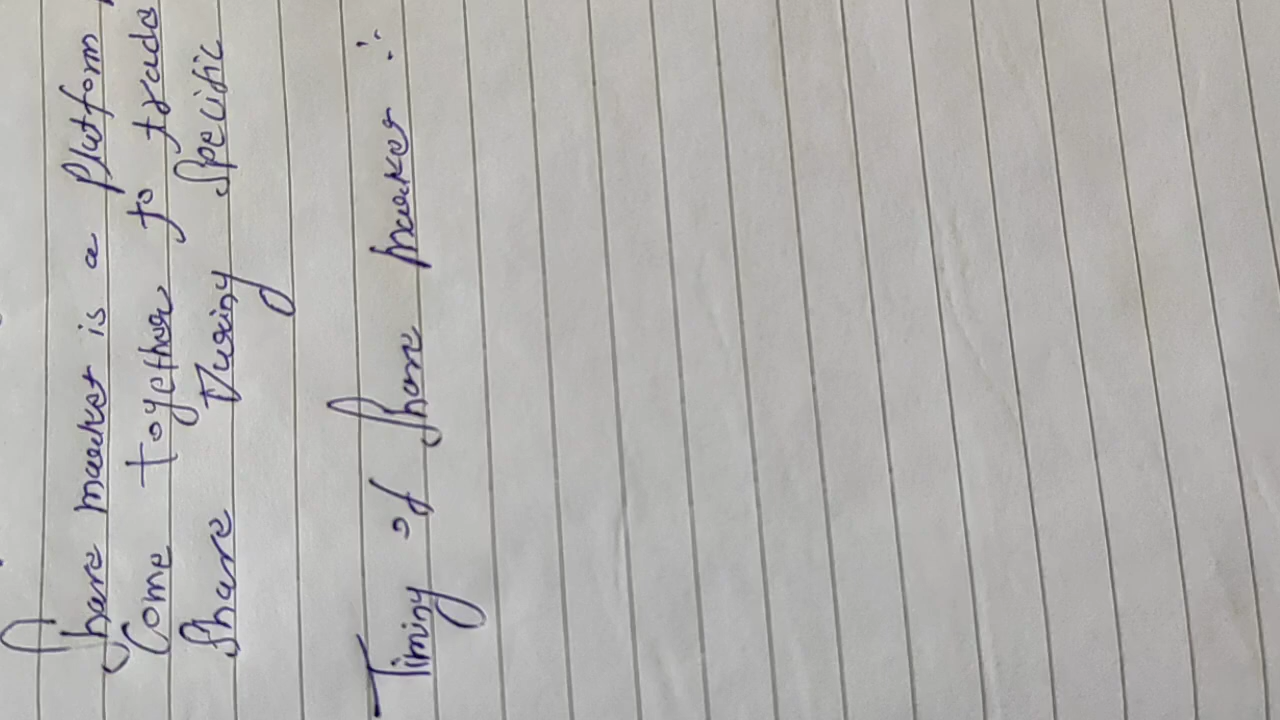 Share market is a Platform
Come together to trade
Share During Specific
Timing of Share Market :-